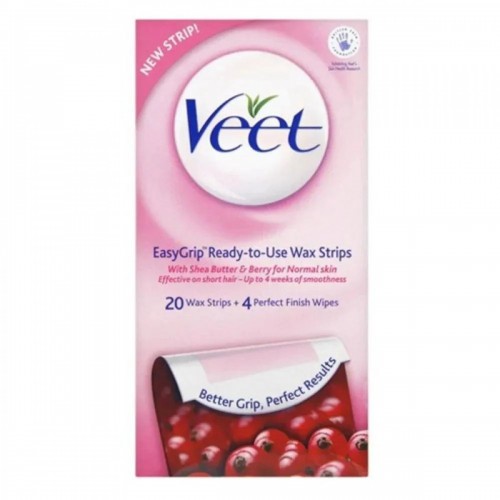 NEW STRIP!
Veet
EasyGrip™ Ready-to-Use Wax Strips
With Shea Butter & Berry for Normal skin
Effective on short hair – Up to 4 weeks of smoothness
20 Wax Strips + 4 Perfect Finish Wipes
Better Grip, Perfect Results